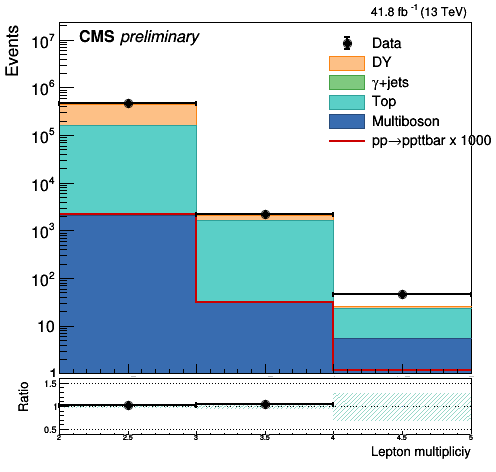 41.8 fb⁻¹ (13 TeV)
CMS preliminary
Events
Data
DY
γ+jets
Top
Multiboson
pp→ppttbar x 1000
10⁷
10⁶
10⁵
10⁴
10³
10²
10
1
Ratio
1.5
1
0.5
2 2.5 3 3.5 4 4.5 5
Lepton multipliciy